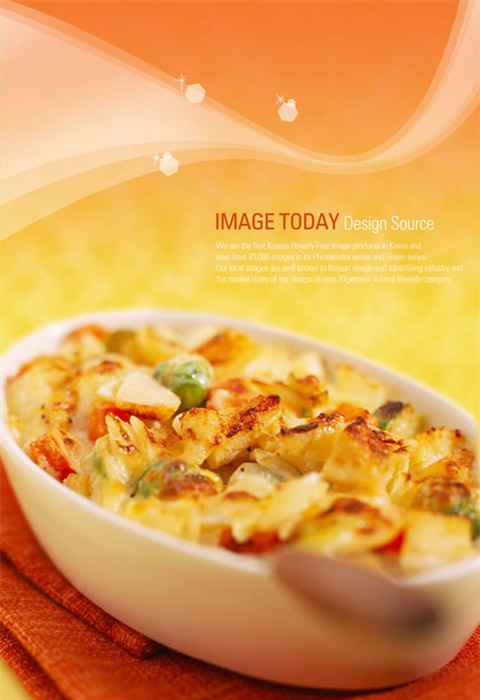 IMAGE TODAY Design Source
We are the first Korean Royalty Free image producer in Korea and
now have 20,000 images in its Photoleader series and Green series.
Our local images are well known to Korean design and advertising industry and
the market share of our images is over 70 percent in local lifestyle category.